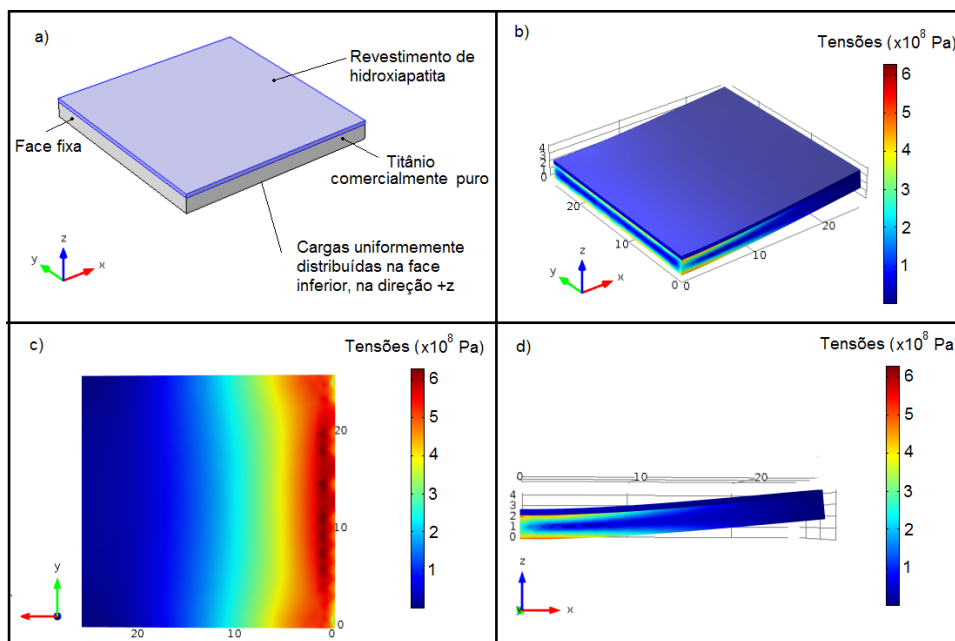 a)
Revestimento de
hidroxiapatita
Face fixa
Titânio
comercialmente puro
Cargas uniformemente
distribuídas na face
inferior, na direção +z
z
y
x
b)
Tensões (x10⁸ Pa)
6
5
4
3
2
1
4
3
2
1
0
20
10
0
0
10
20
z
y
x
c)
Tensões (x10⁸ Pa)
6
5
4
3
2
1
20
10
0
20
10
0
y
d)
Tensões (x10⁸ Pa)
6
5
4
3
2
1
0
10
20
4
3
2
1
0
z
y
x